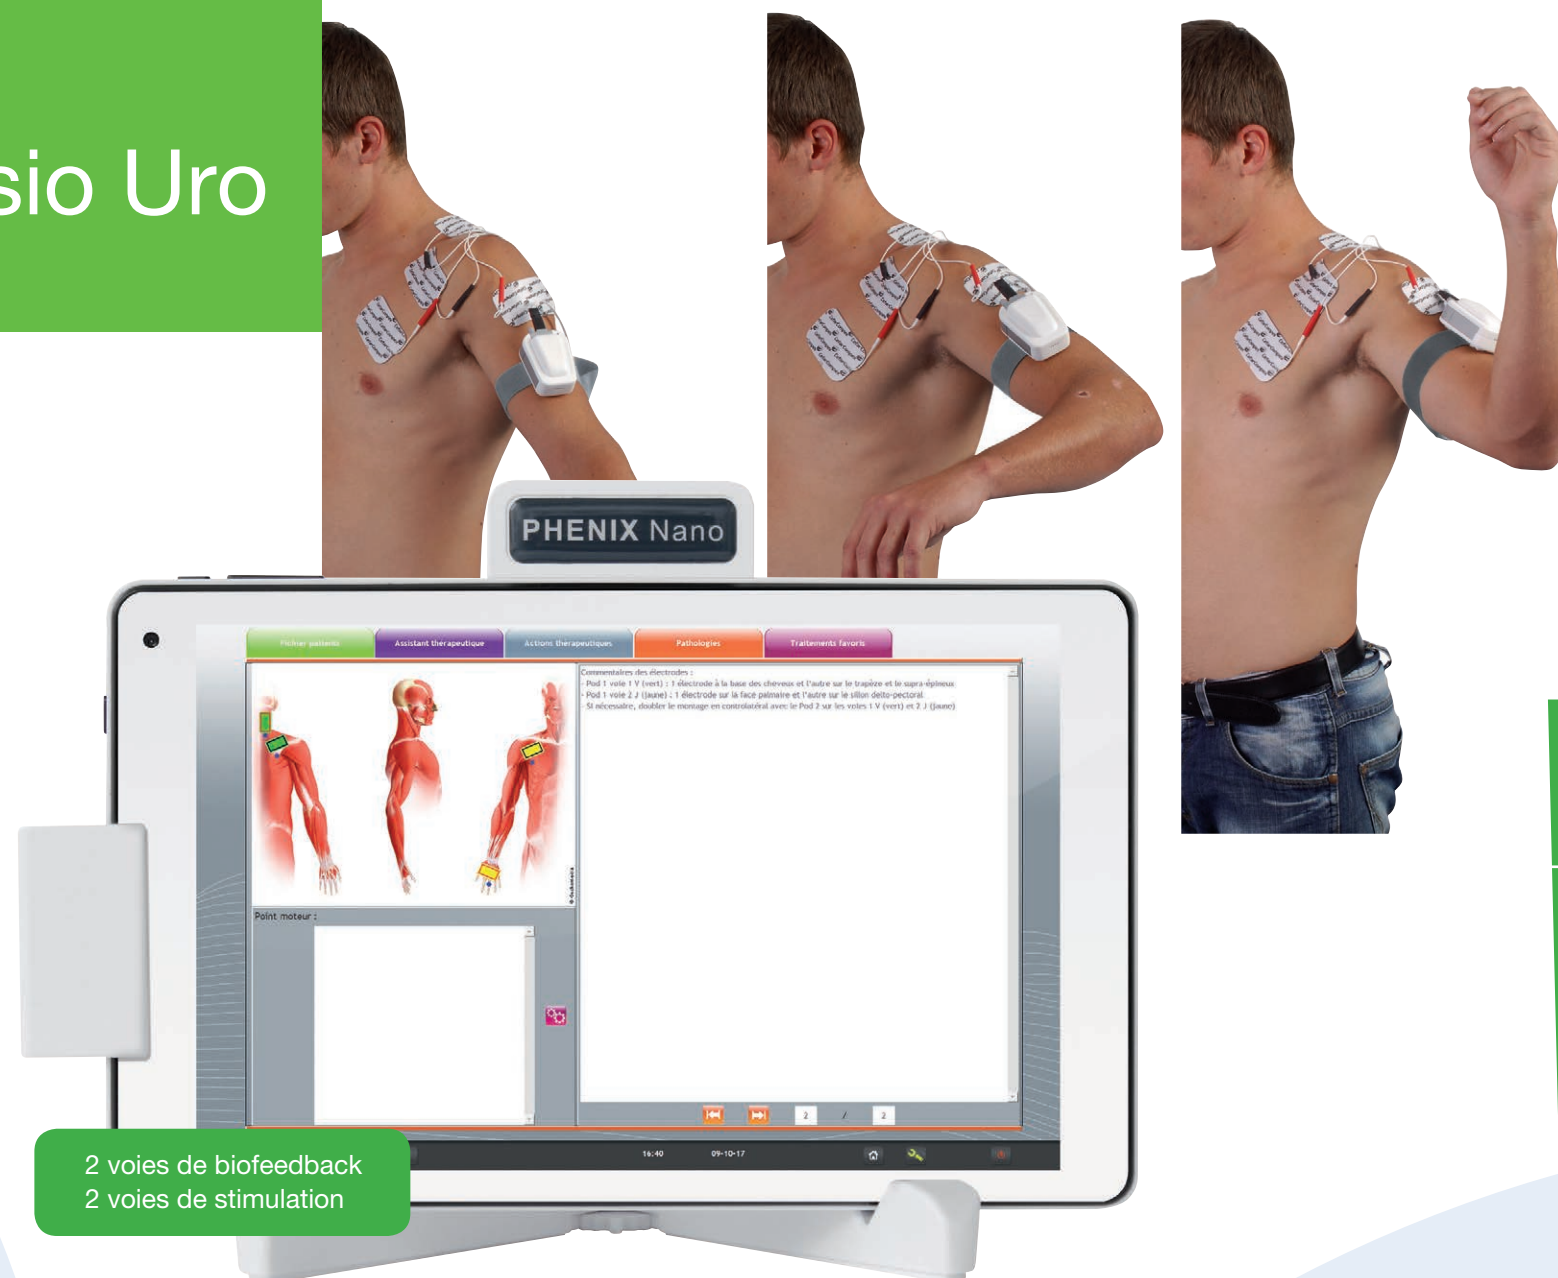 sio Uro
PHENIX Nano
Fichier patients
Assistant thérapeutique
Actions thérapeutiques
Pathologies
Traitements favoris
Commentaires des électrodes :
- Pod 1 voie 1 V (vert) : 1 électrode à la base des cheveux et l'autre sur le trapèze et le supra-épineux
- Pod 1 voie 2 J (jaune) : 1 électrode sur la face palmaire et l'autre sur le sillon delto-pectoral
- Si nécessaire, doubler le montage en controlatéral avec le Pod 2 sur les voies 1 V (vert) et 2 J (jaune)
Point moteur :
2 / 2
16:40 09-10-17
2 voies de biofeedback
2 voies de stimulation